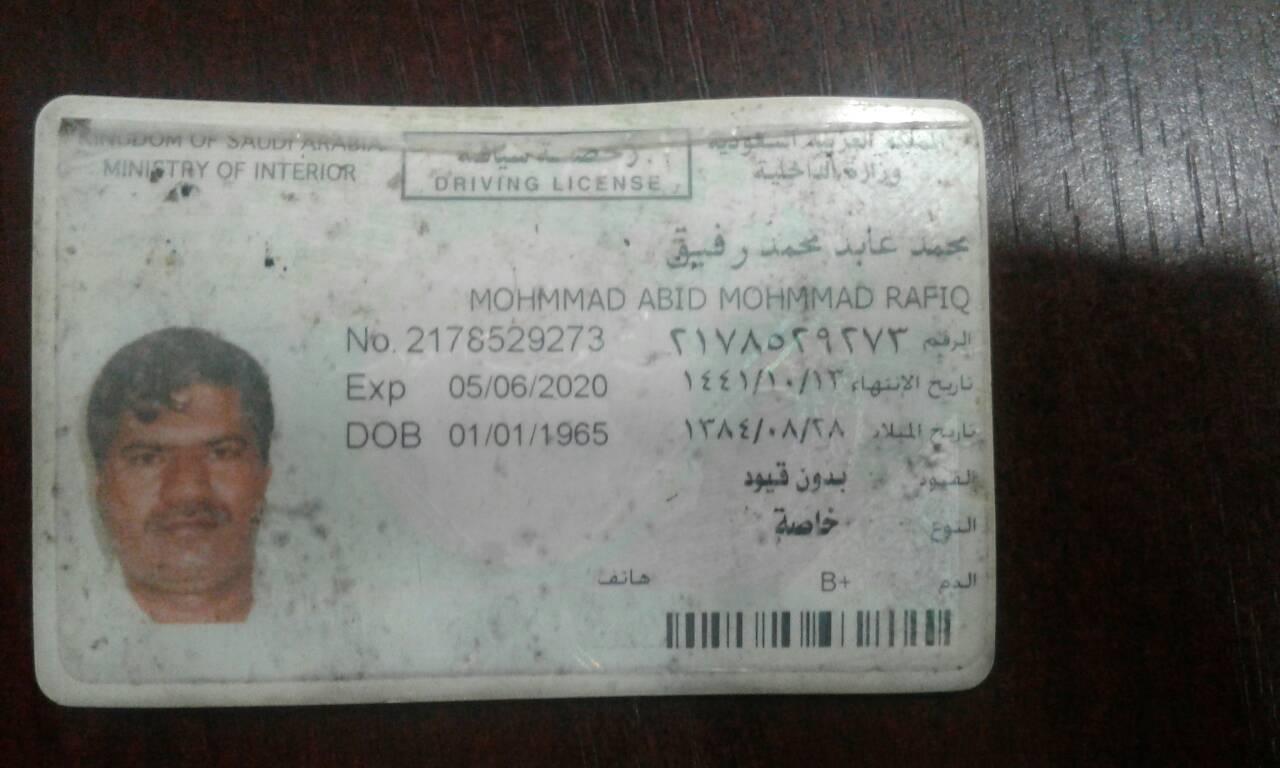 KINGDOM OF SAUDI ARABIA
MINISTRY OF INTERIOR
رخصة سياقة
DRIVING LICENSE
المملكة العربية السعودية
وزارة الداخلية
محمد عابد محمد رفيق
MOHMMAD ABID MOHMMAD RAFIQ
No. 2178529273 الرقم ٢١٧٨٥٢٩٢٧٣
Exp 05/06/2020 تاريخ الإنتهاء ١٤٤١/١٠/١٣
DOB 01/01/1965 تاريخ الميلاد ١٣٨٤/٠٨/٢٨
القيود بدون قيود
النوع خاصة
الدم B+ هاتف